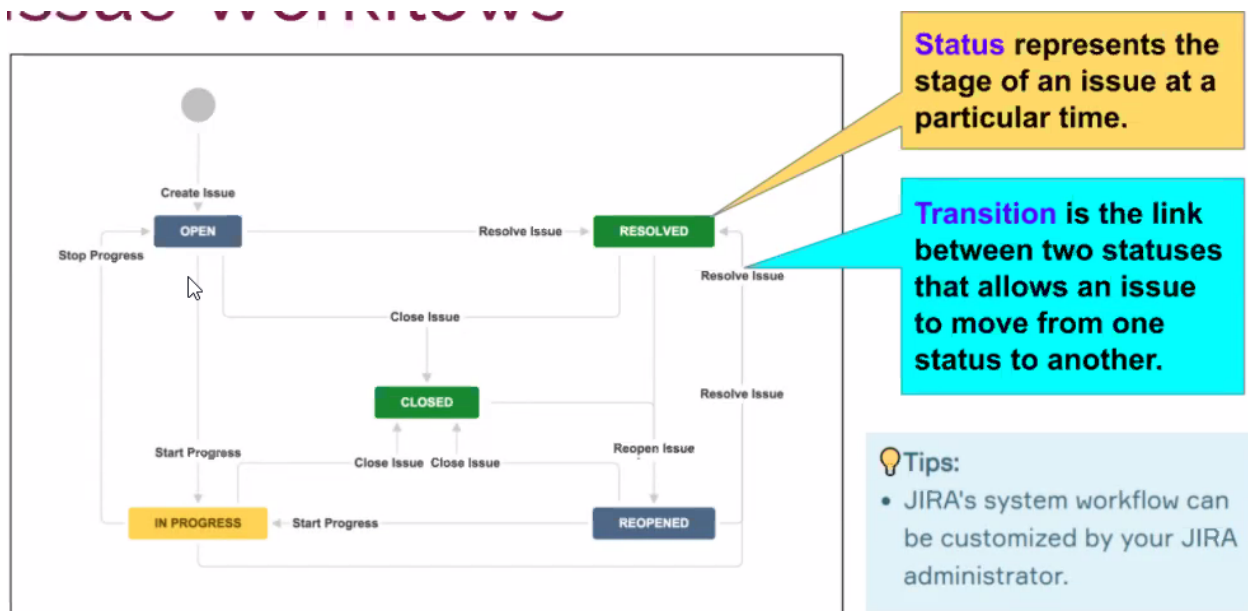 Issue Workflows
Status represents the
stage of an issue at a
particular time.
Create Issue
OPEN
Resolve Issue
RESOLVED
Transition is the link
between two statuses
that allows an issue
to move from one
status to another.
Stop Progress
Resolve Issue
Close Issue
CLOSED
Resolve Issue
Start Progress
Close Issue
Close Issue
Reopen Issue
IN PROGRESS
Start Progress
REOPENED
Tips:
• JIRA's system workflow can
be customized by your JIRA
administrator.